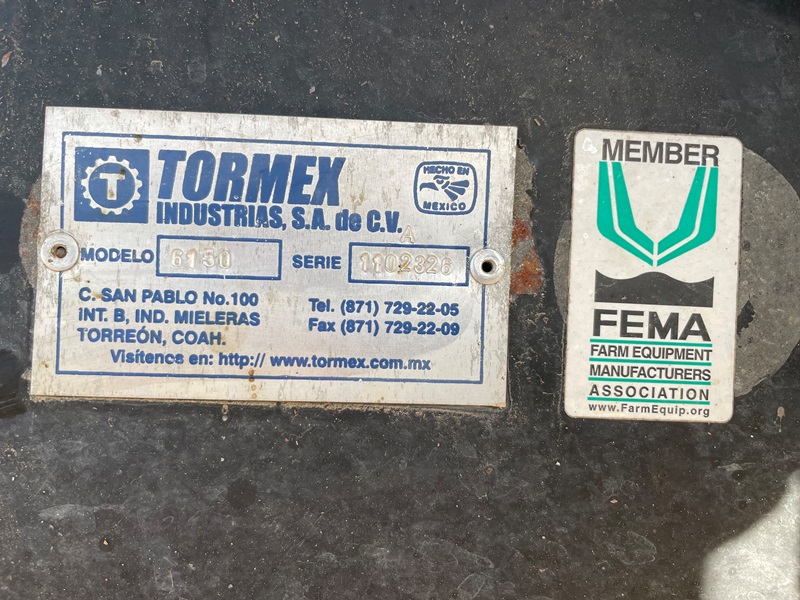 T
TORMEX
INDUSTRIAS, S.A. de C.V.
HECHO EN
MEXICO
A
MODELO 6150 SERIE 1102326
C. SAN PABLO No.100
INT. B, IND. MIELERAS
TORREÓN, COAH.
Tel. (871) 729-22-05
Fax (871) 729-22-09
Visítenos en: http:// www.tormex.com.mx
MEMBER
FEMA
FARM EQUIPMENT
MANUFACTURERS
ASSOCIATION
www.FarmEquip.org